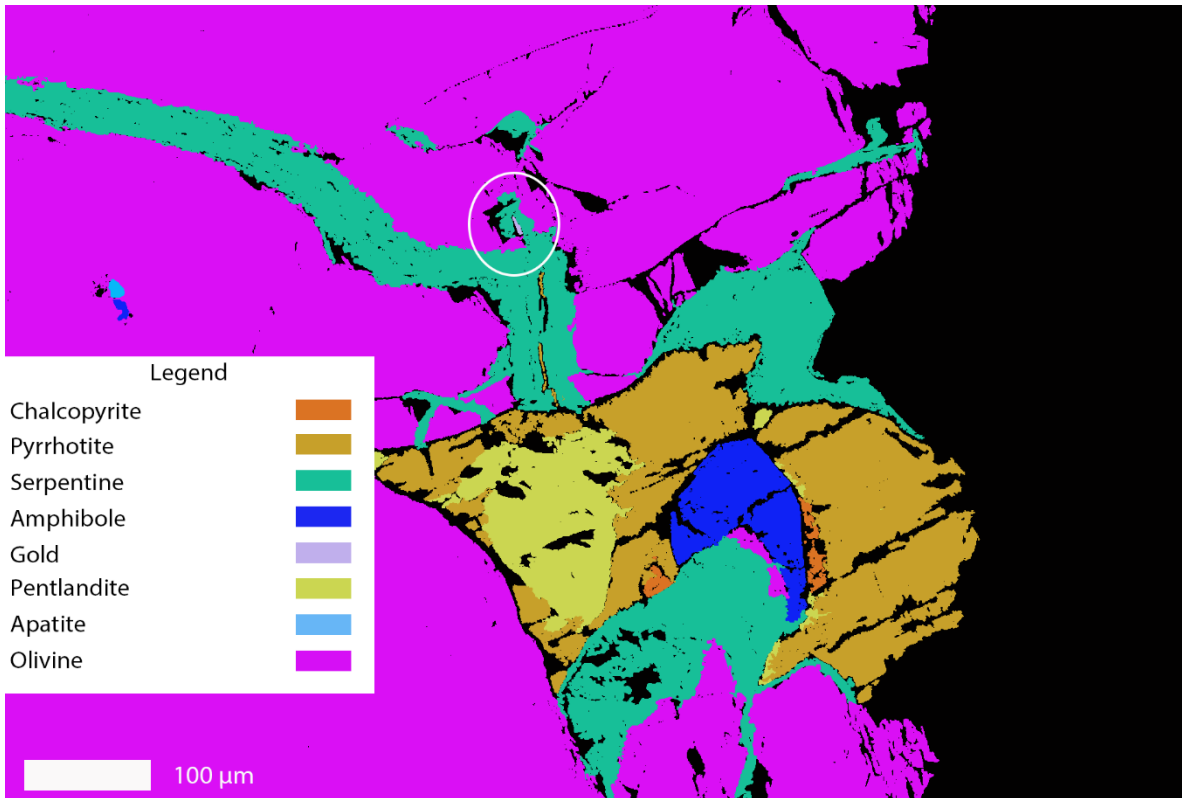 Legend
Chalcopyrite
Pyrrhotite
Serpentine
Amphibole
Gold
Pentlandite
Apatite
Olivine
100 µm